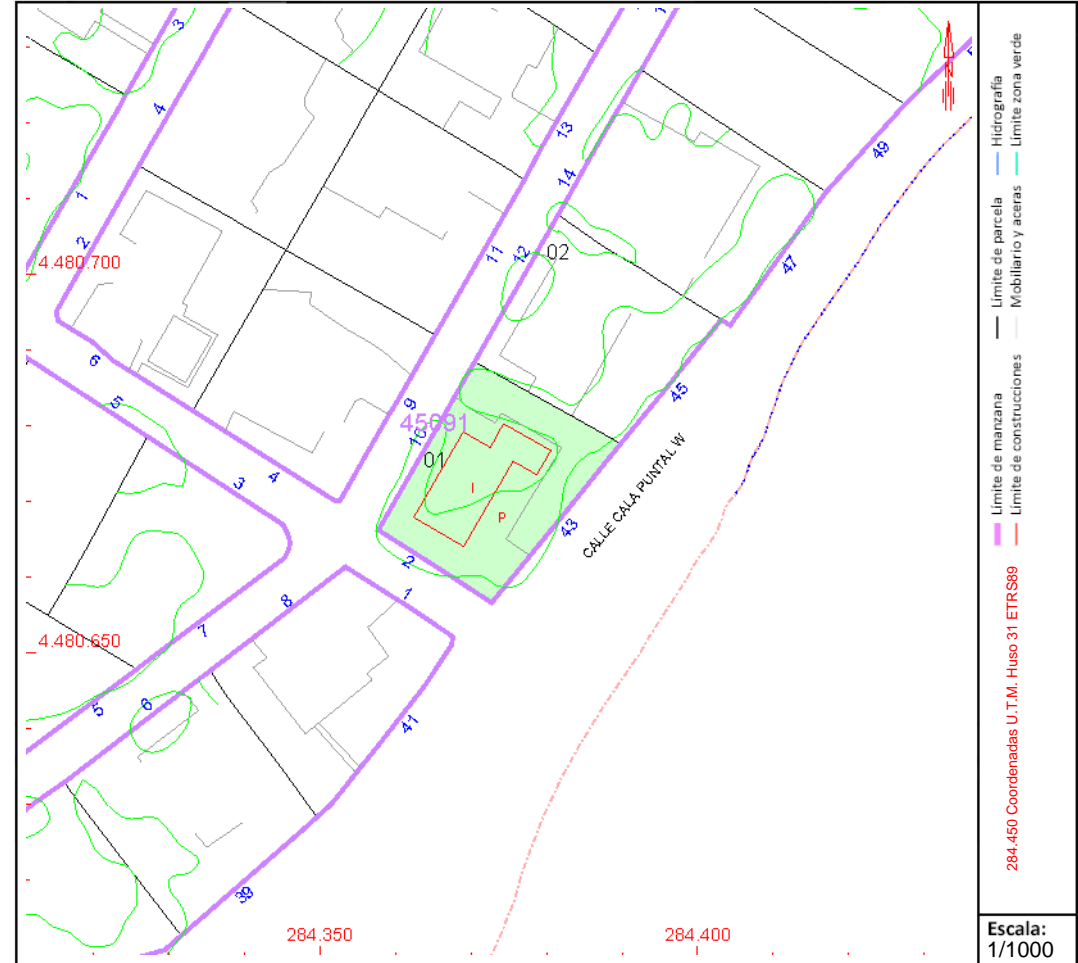 3
4
1
2
4.480.700
6
5
3
4
13
14
11
12
02
49
47
45
9
10
45691
01
I
P
43
CALLE CALA PUNTAL W
2
1
8
7
4.480.650
5
6
41
39
284.350
284.400
N
Hidrografía
Límite zona verde
Límite de parcela
Mobiliario y aceras
Límite de manzana
Límite de construcciones
284.450 Coordenadas U.T.M. Huso 31 ETRS89
Escala:
1/1000